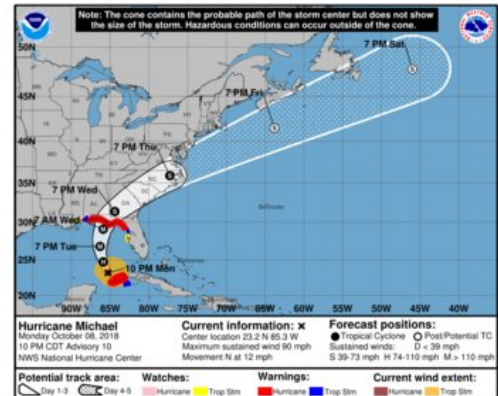 Note: The cone contains the probable path of the storm center but does not show
the size of the storm. Hazardous conditions can occur outside of the cone.
NOAA
50N
7 PM Sat
45N
7 PM Fri
S
S
40N
7 PM Thu
35N
S
7 PM Wed
S
7 AM Wed
30N
M
7 PM Tue
M
25N
H
10 PM Mon
20N
Bermuda
Mexico
90W 85W 80W 75W 70W 65W 60W 55W 50W 45W 40W
Hurricane Michael
Monday October 08, 2018
10 PM CDT Advisory 10
NWS National Hurricane Center
Current information: ×
Center location 23.2 N 85.3 W
Maximum sustained wind 90 mph
Movement N at 12 mph
Forecast positions:
Tropical Cyclone Post/Potential TC
Sustained winds: D < 39 mph
S 39-73 mph H 74-110 mph M > 110 mph
Potential track area:
Day 1-3 Day 4-5
Watches:
Hurricane Trop Stm
Warnings:
Hurricane Trop Stm
Current wind extent:
Hurricane Trop Stm